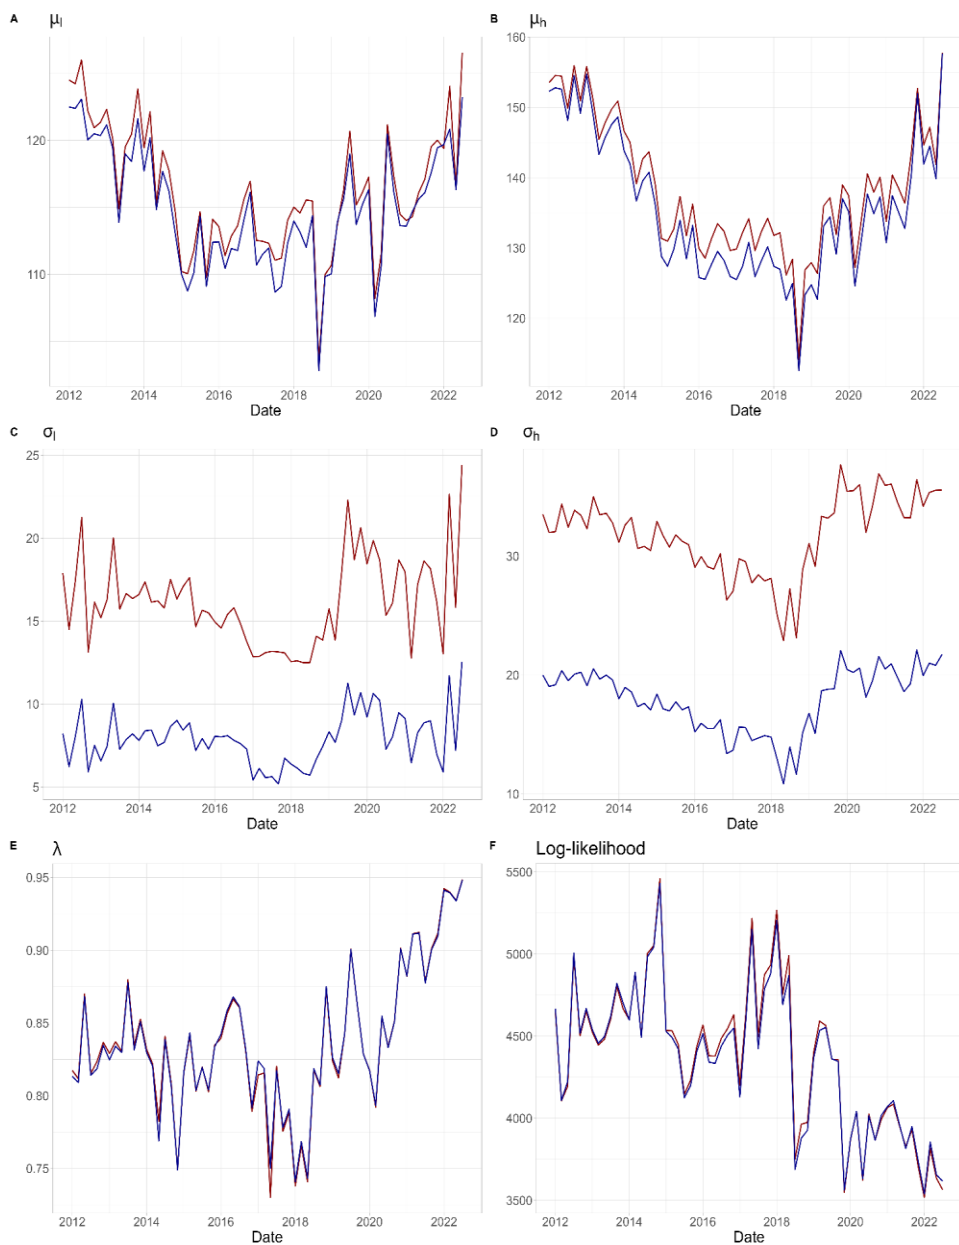 A μl
120
110
2012 2014 2016 2018 2020 2022
Date
B μh
160
150
140
130
120
2012 2014 2016 2018 2020 2022
Date
C σl
25
20
15
10
5
2012 2014 2016 2018 2020 2022
Date
D σh
30
20
10
2012 2014 2016 2018 2020 2022
Date
E λ
0.95
0.90
0.85
0.80
0.75
2012 2014 2016 2018 2020 2022
Date
F Log-likelihood
5500
5000
4500
4000
3500
2012 2014 2016 2018 2020 2022
Date